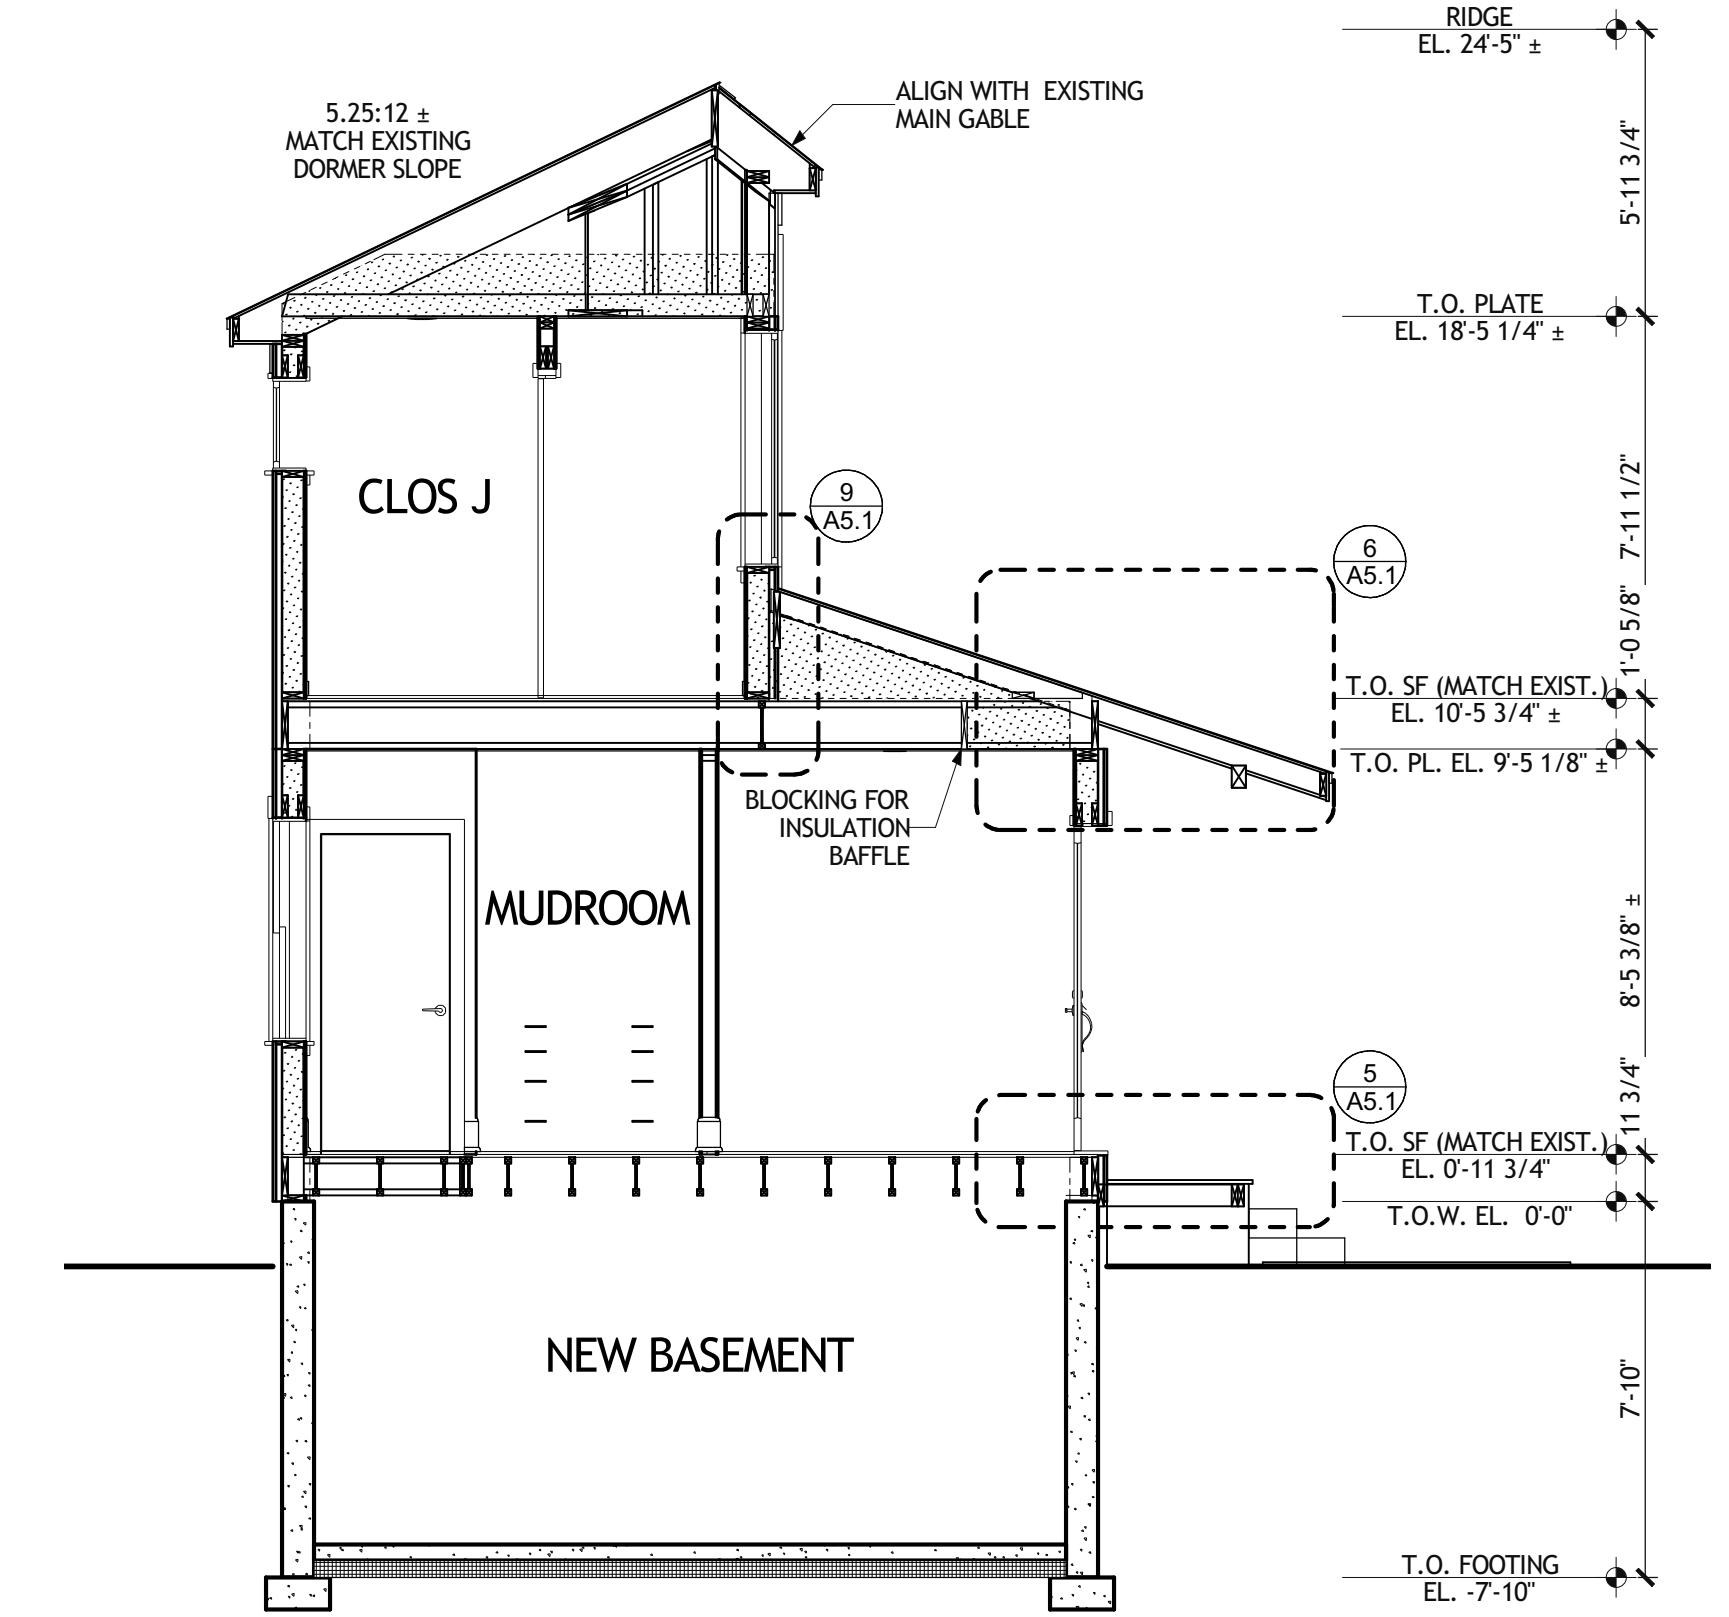 RIDGE
EL. 24'-5" ±
5.25:12 ±
MATCH EXISTING
DORMER SLOPE
ALIGN WITH EXISTING
MAIN GABLE
5'-11 3/4"
T.O. PLATE
EL. 18'-5 1/4" ±
CLOS J
9
A5.1
7'-11 1/2"
6
A5.1
1'-0 5/8"
T.O. SF (MATCH EXIST.)
EL. 10'-5 3/4" ±
T.O. PL. EL. 9'-5 1/8" ±
BLOCKING FOR
INSULATION
BAFFLE
MUDROOM
8'-5 3/8" ±
5
A5.1
11 3/4"
T.O. SF (MATCH EXIST.)
EL. 0'-11 3/4"
T.O.W. EL. 0'-0"
NEW BASEMENT
7'-10"
T.O. FOOTING
EL. -7'-10"